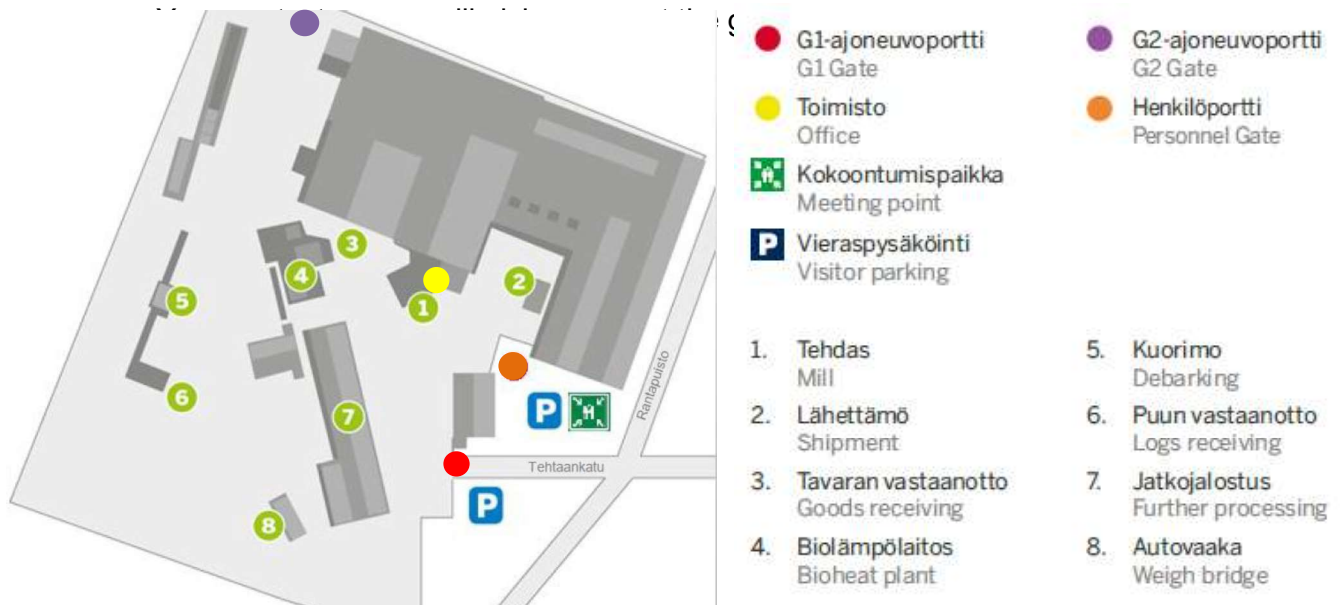 3
4
2
5
1
6
7
8
P
P
Rantapuisto
Tehtaankatu
G1-ajoneuvoportti
G1 Gate
Toimisto
Office
Kokoontumispaikka
Meeting point
P
Vieraspysäköinti
Visitor parking
G2-ajoneuvoportti
G2 Gate
Henkilöportti
Personnel Gate
1. Tehdas
Mill
2. Lähettämö
Shipment
3. Tavaran vastaanotto
Goods receiving
4. Biolämpölaitos
Bioheat plant
5. Kuorimo
Debarking
6. Puun vastaanotto
Logs receiving
7. Jatkojalostus
Further processing
8. Autovaaka
Weigh bridge